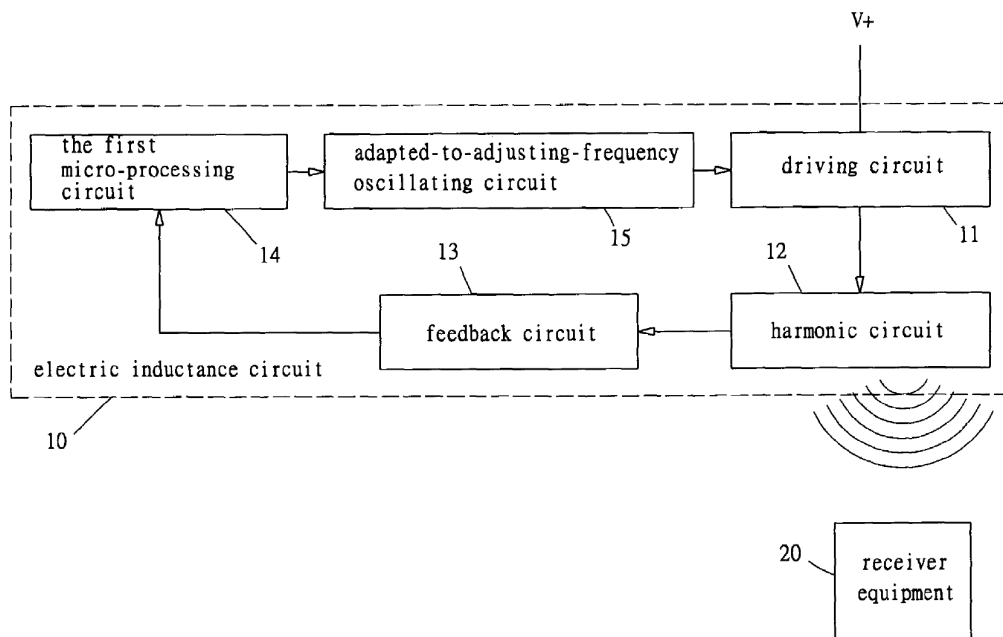 V+
the first
micro-processing
circuit
adapted-to-adjusting-frequency
oscillating circuit
driving circuit
14
15
11
13
12
feedback circuit
harmonic circuit
electric inductance circuit
10
20
receiver
equipment